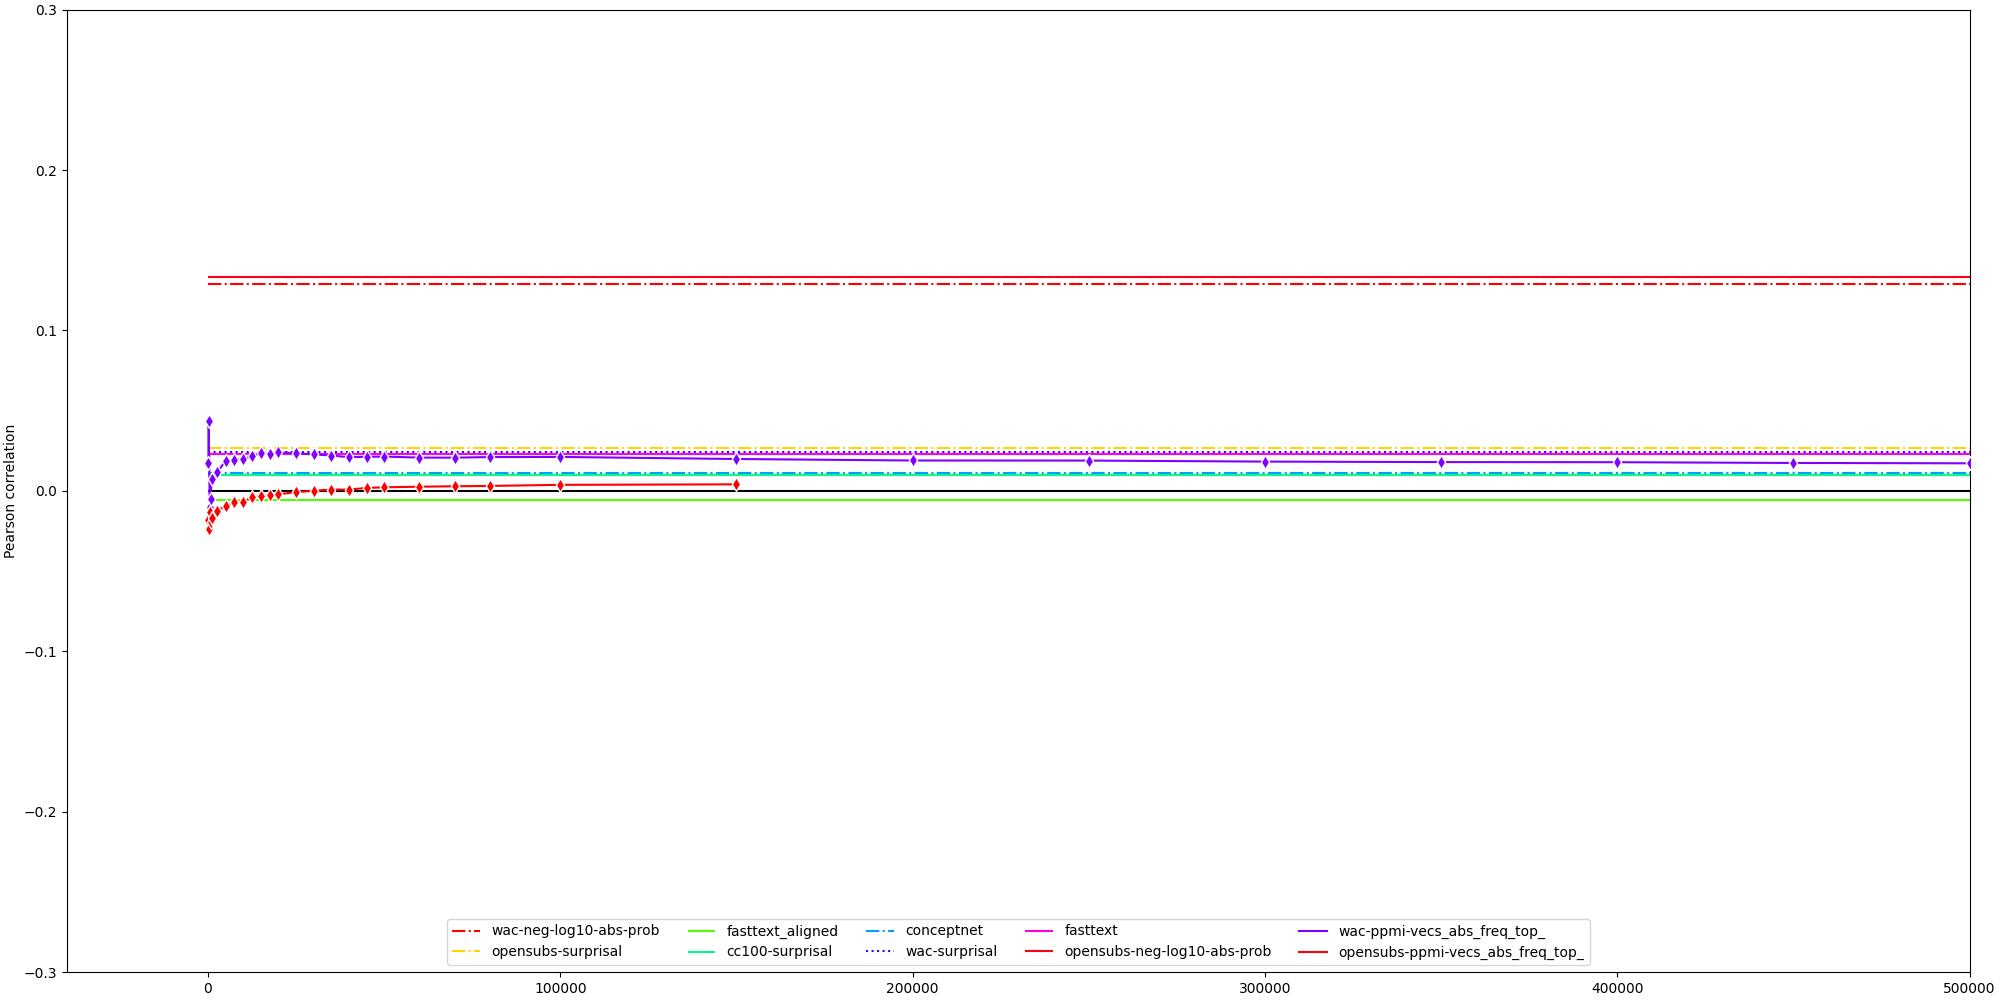 0.3
0.2
0.1
0.0
−0.1
−0.2
−0.3
Pearson correlation
wac-neg-log10-abs-prob
opensubs-surprisal
fasttext_aligned
cc100-surprisal
conceptnet
wac-surprisal
fasttext
opensubs-neg-log10-abs-prob
wac-ppmi-vecs_abs_freq_top_
opensubs-ppmi-vecs_abs_freq_top_
0 100000 200000 300000 400000 500000